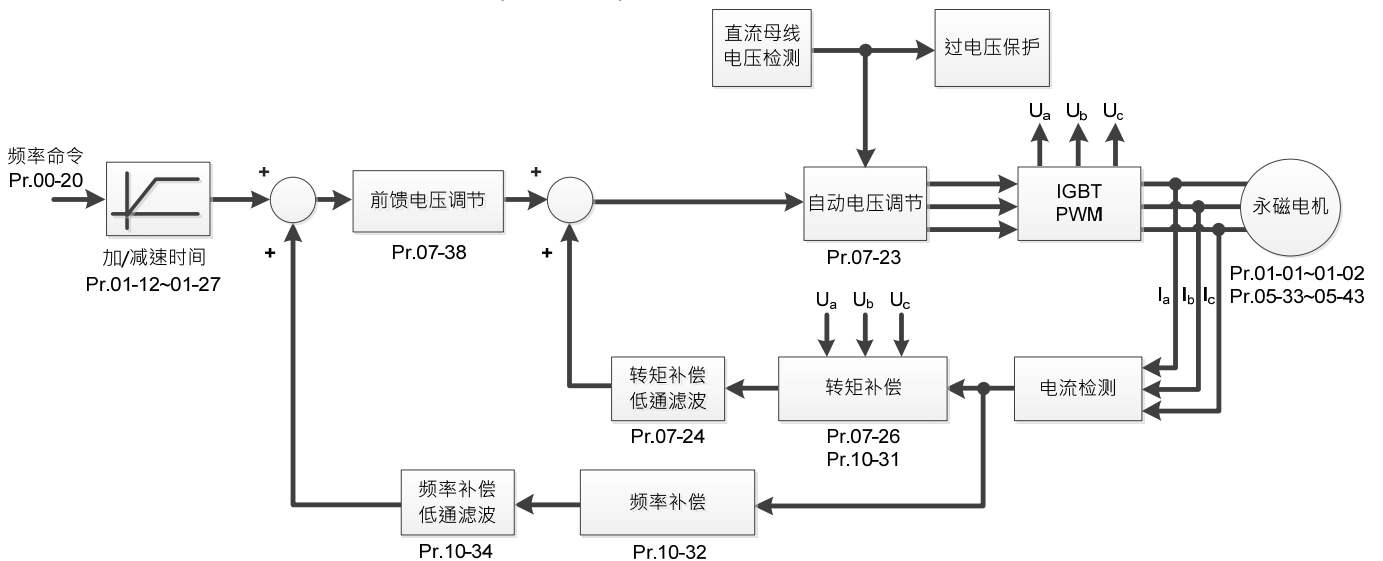 直流母线
电压检测
过电压保护
Ua Ub Uc
频率命令
Pr.00-20
+
+
前馈电压调节
自动电压调节
IGBT
PWM
永磁电机
+
+
加/减速时间
Pr.01-12~01-27
Pr.07-38
Pr.07-23
Pr.01-01~01-02
Pr.05-33~05-43
Ia Ib Ic
Ua Ub Uc
转矩补偿
低通滤波
转矩补偿
电流检测
Pr.07-24
Pr.07-26
Pr.10-31
频率补偿
低通滤波
频率补偿
Pr.10-34
Pr.10-32